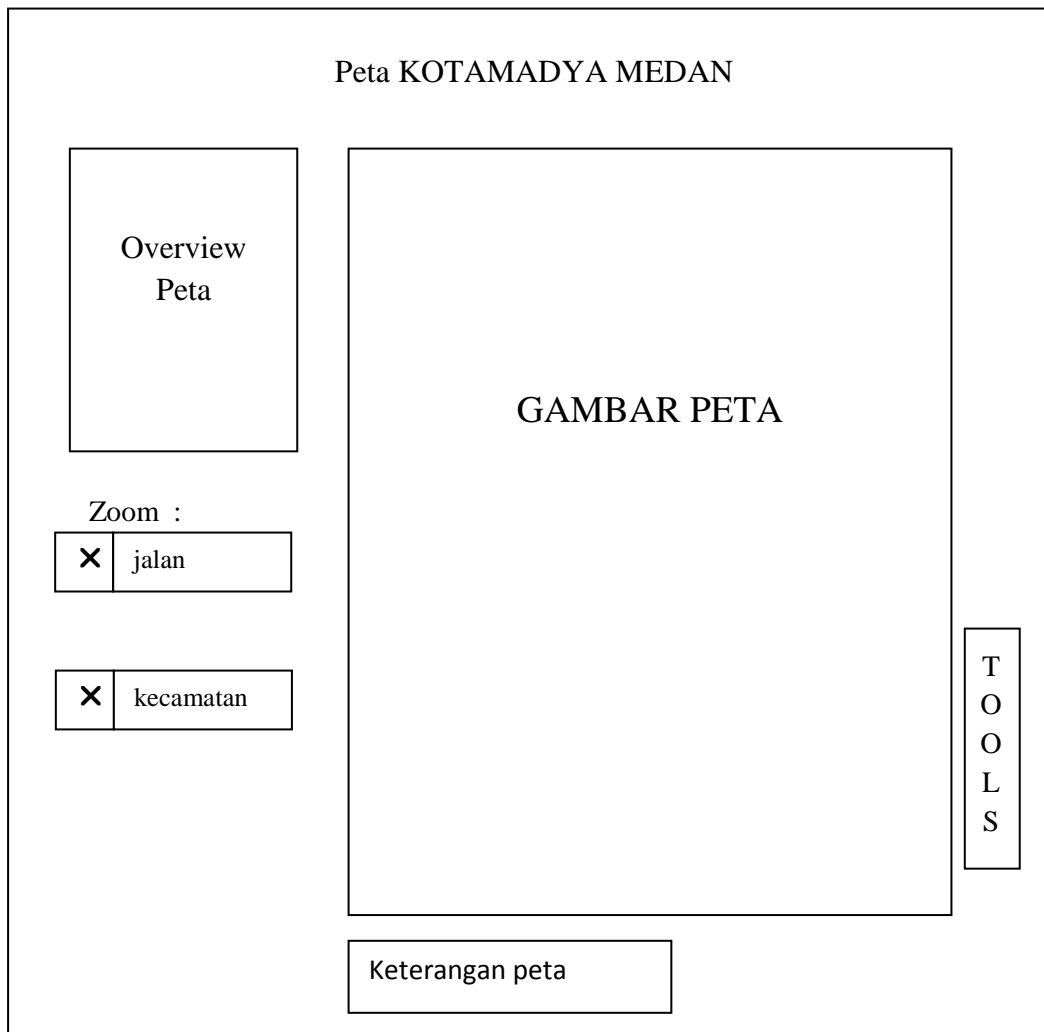 Peta KOTAMADYA MEDAN
Overview
Peta
GAMBAR PETA
Zoom :
✕ jalan
✕ kecamatan
T
O
O
L
S
Keterangan peta